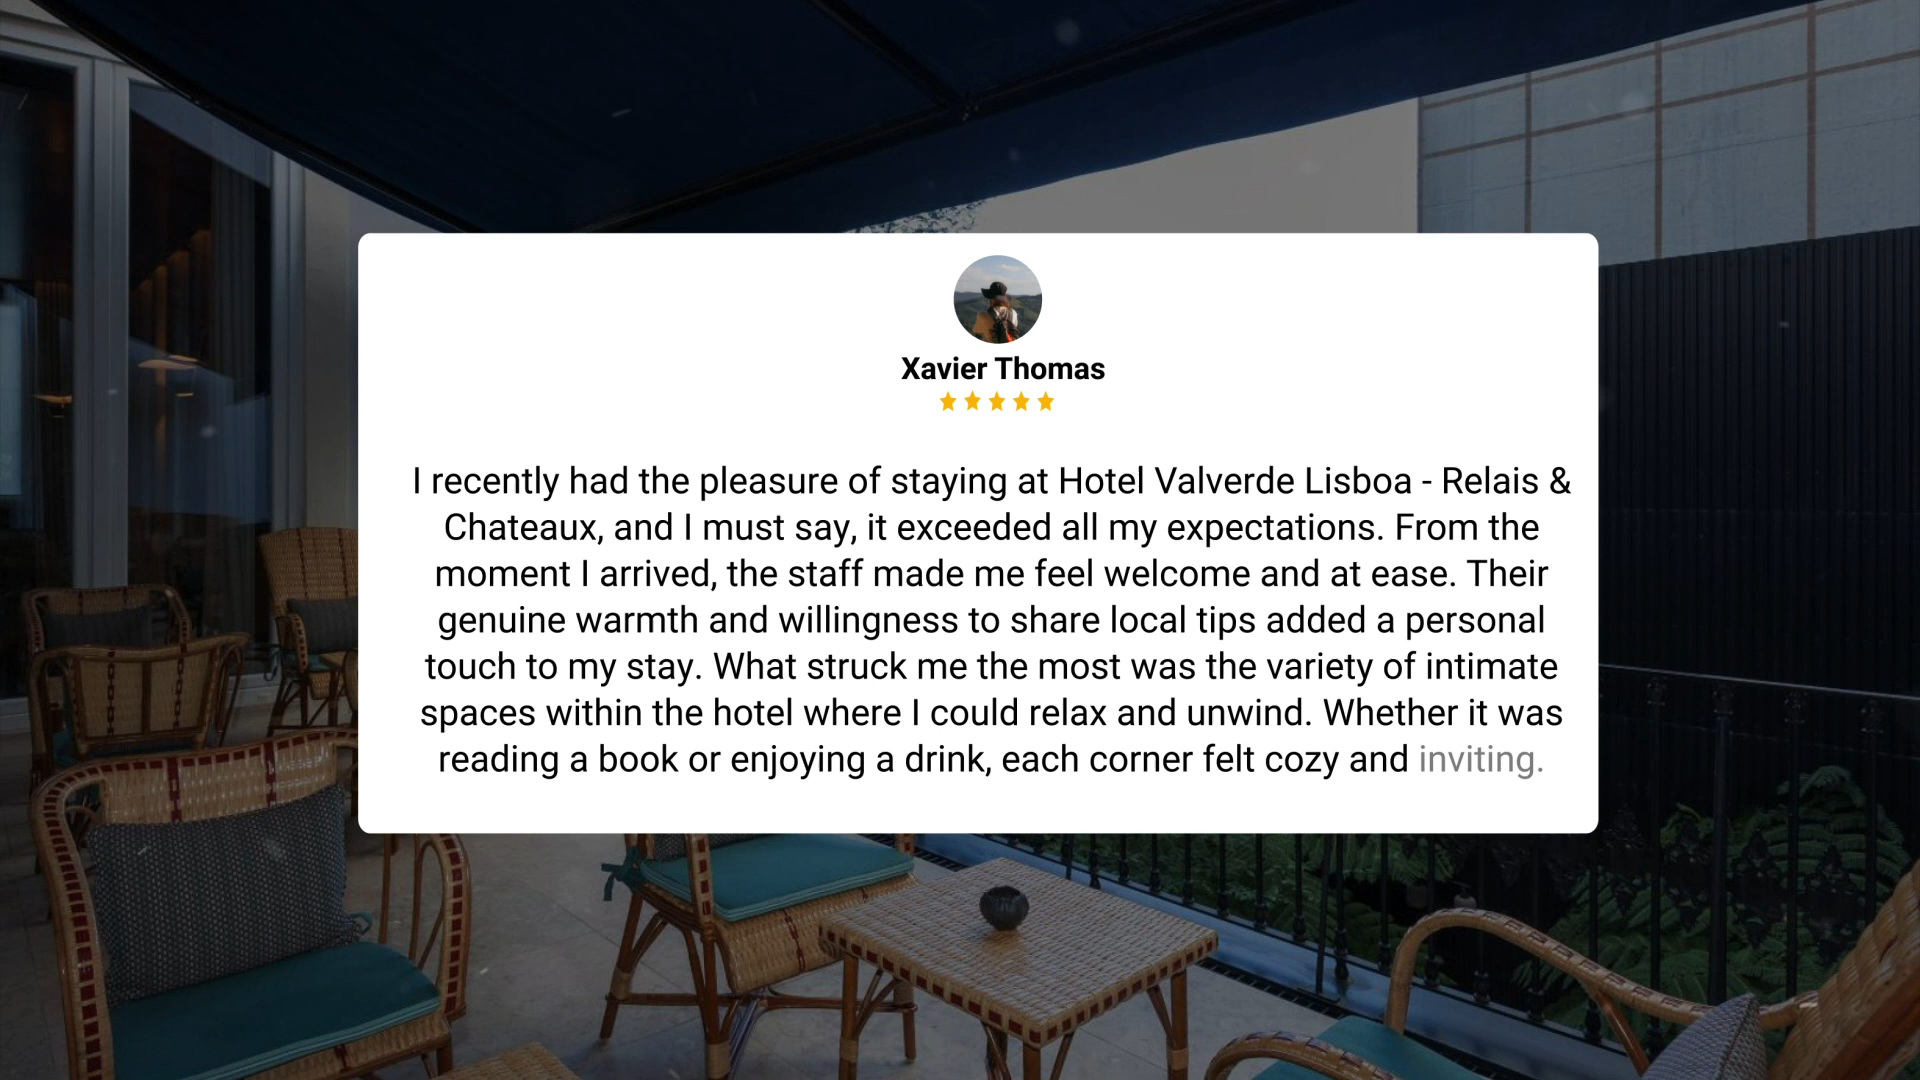 Xavier Thomas
I recently had the pleasure of staying at Hotel Valverde Lisboa - Relais &
Chateaux, and I must say, it exceeded all my expectations. From the
moment I arrived, the staff made me feel welcome and at ease. Their
genuine warmth and willingness to share local tips added a personal
touch to my stay. What struck me the most was the variety of intimate
spaces within the hotel where I could relax and unwind. Whether it was
reading a book or enjoying a drink, each corner felt cozy and inviting.